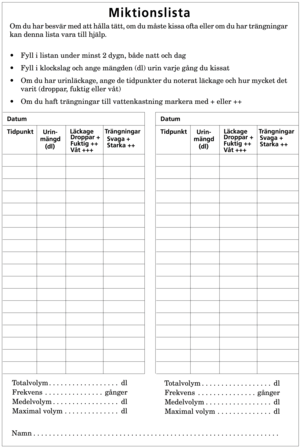 Miktionslista
Om du har besvär med att hålla tätt, om du måste kissa ofta eller om du har trängningar
kan denna lista vara till hjälp.
• Fyll i listan under minst 2 dygn, både natt och dag
• Fyll i klockslag och ange mängden (dl) urin varje gång du kissat
• Om du har urinläckage, ange de tidpunkter du noterat läckage och hur mycket det
varit (droppar, fuktig eller våt)
• Om du haft trängningar till vattenkastning markera med + eller ++
Datum
Tidpunkt Urin-mängd (dl) Läckage Droppar + Fuktig ++ Våt +++ Trängningar Svaga + Starka ++
Datum
Tidpunkt Urin-mängd (dl) Läckage Droppar + Fuktig ++ Våt +++ Trängningar Svaga + Starka ++
Totalvolym . . . . . . . . . . . . . . . . . . dl
Frekvens . . . . . . . . . . . . . . . gånger
Medelvolym . . . . . . . . . . . . . . . . . dl
Maximal volym . . . . . . . . . . . . . . dl
Totalvolym . . . . . . . . . . . . . . . . . . dl
Frekvens . . . . . . . . . . . . . . . gånger
Medelvolym . . . . . . . . . . . . . . . . . dl
Maximal volym . . . . . . . . . . . . . . dl
Namn . . . . . . . . . . . . . . . . . . . . . . . . . . . . . . . . . . . . . . . . . . . . . . . . . . . . . . . . . . . . . . .